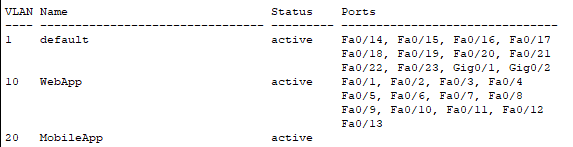 VLAN Name                             Status    Ports
---- -------------------------------- --------- -------------------------------
1    default                          active    Fa0/14, Fa0/15, Fa0/16, Fa0/17
                                                Fa0/18, Fa0/19, Fa0/20, Fa0/21
                                                Fa0/22, Fa0/23, Gig0/1, Gig0/2
10   WebApp                           active    Fa0/1, Fa0/2, Fa0/3, Fa0/4
                                                Fa0/5, Fa0/6, Fa0/7, Fa0/8
                                                Fa0/9, Fa0/10, Fa0/11, Fa0/12
                                                Fa0/13
20   MobileApp                        active